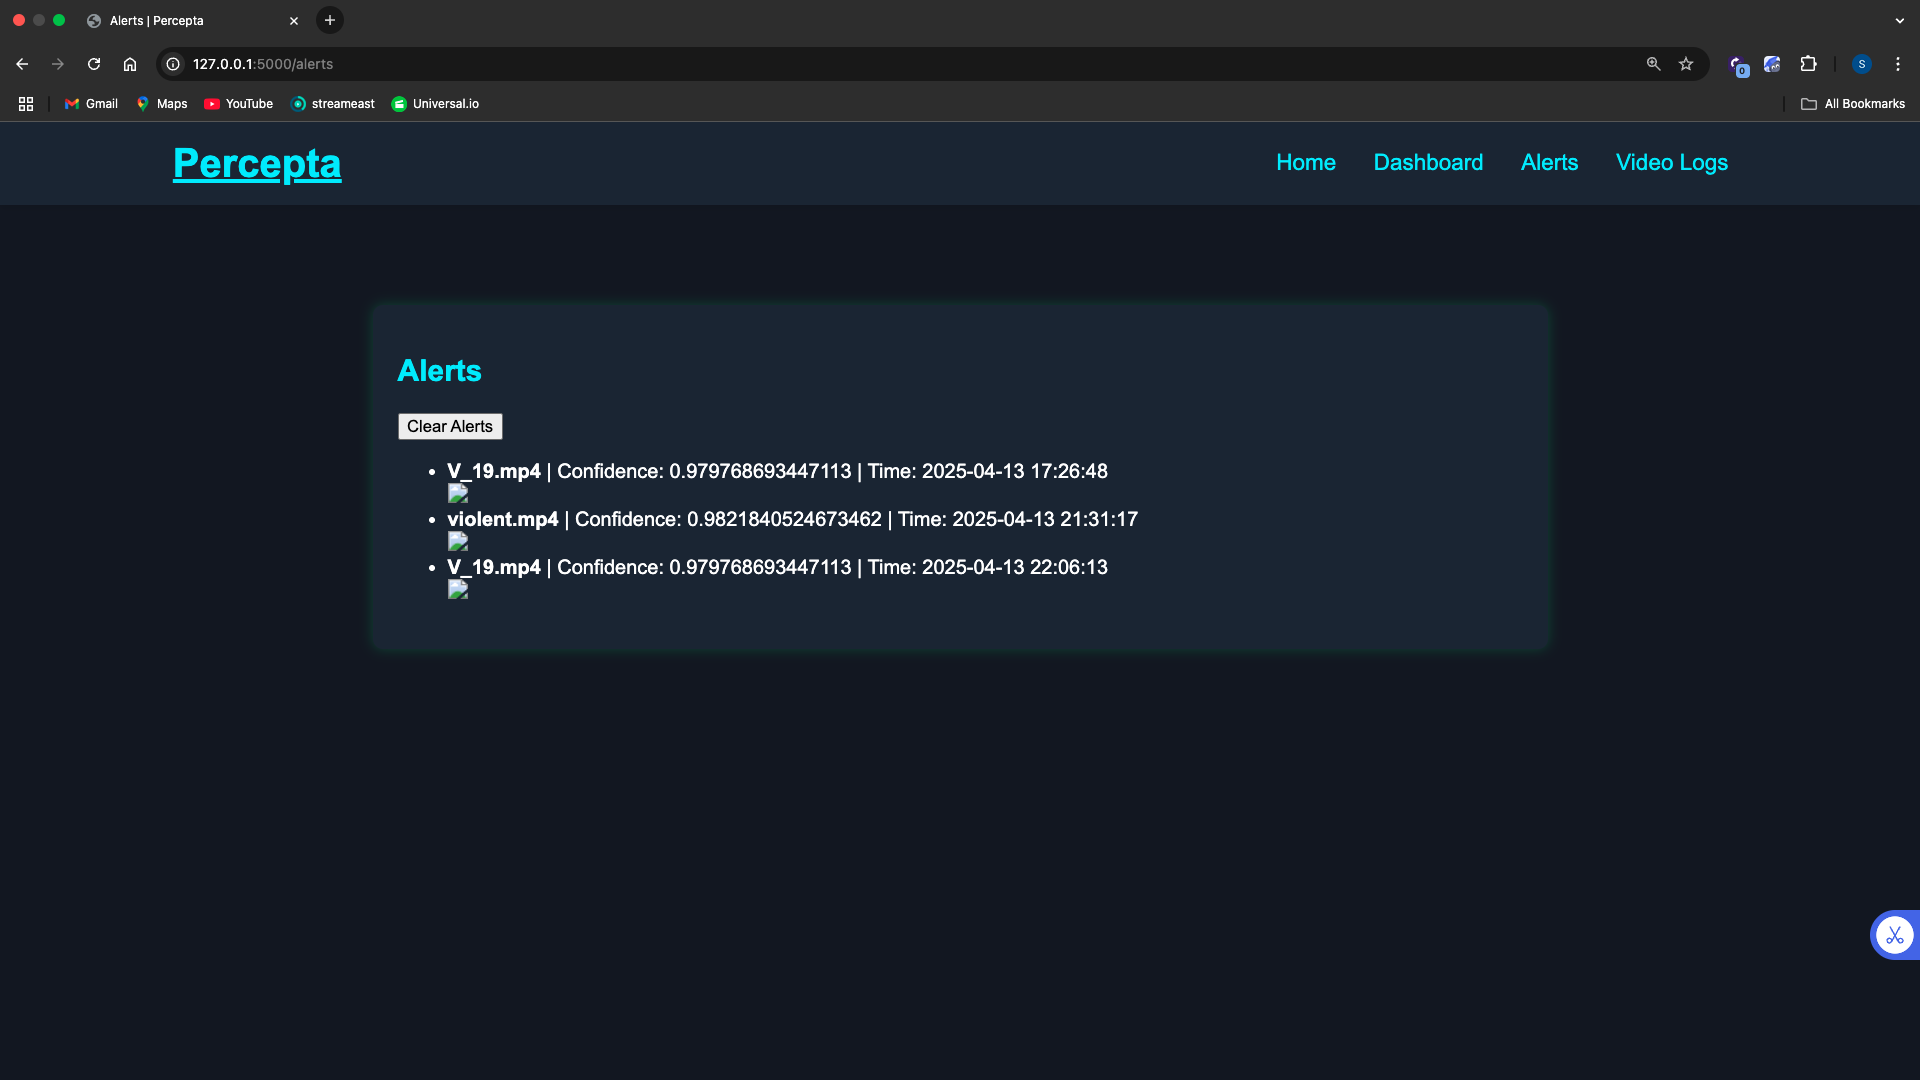 Alerts | Percepta
127.0.0.1:5000/alerts
0
S
Gmail
Maps
YouTube
streameast
Universal.io
All Bookmarks
Percepta
Home
Dashboard
Alerts
Video Logs
Alerts
Clear Alerts
V_19.mp4 | Confidence: 0.979768693447113 | Time: 2025-04-13 17:26:48
violent.mp4 | Confidence: 0.9821840524673462 | Time: 2025-04-13 21:31:17
V_19.mp4 | Confidence: 0.979768693447113 | Time: 2025-04-13 22:06:13